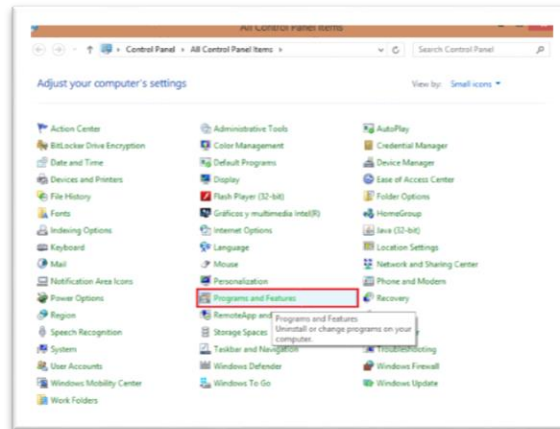 All Control Panel Items
Control Panel All Control Panel Items Search Control Panel
Adjust your computer's settings View by: Small icons
Action Center Administrative Tools AutoPlay
BitLocker Drive Encryption Color Management Credential Manager
Date and Time Default Programs Device Manager
Devices and Printers Display Ease of Access Center
File History Flash Player (32-bit) Folder Options
Fonts Gráficos y multimedia Intel(R) HomeGroup
Indexing Options Internet Options Java (32-bit)
Keyboard Language Location Settings
Mail Mouse Network and Sharing Center
Notification Area Icons Personalization Phone and Modem
Power Options Programs and Features Recovery
Region RemoteApp and
Programs and Features
Uninstall or change programs on your
computer.
Speech Recognition Storage Spaces
System Taskbar and Navigation Troubleshooting
User Accounts Windows Defender Windows Firewall
Windows Mobility Center Windows To Go Windows Update
Work Folders